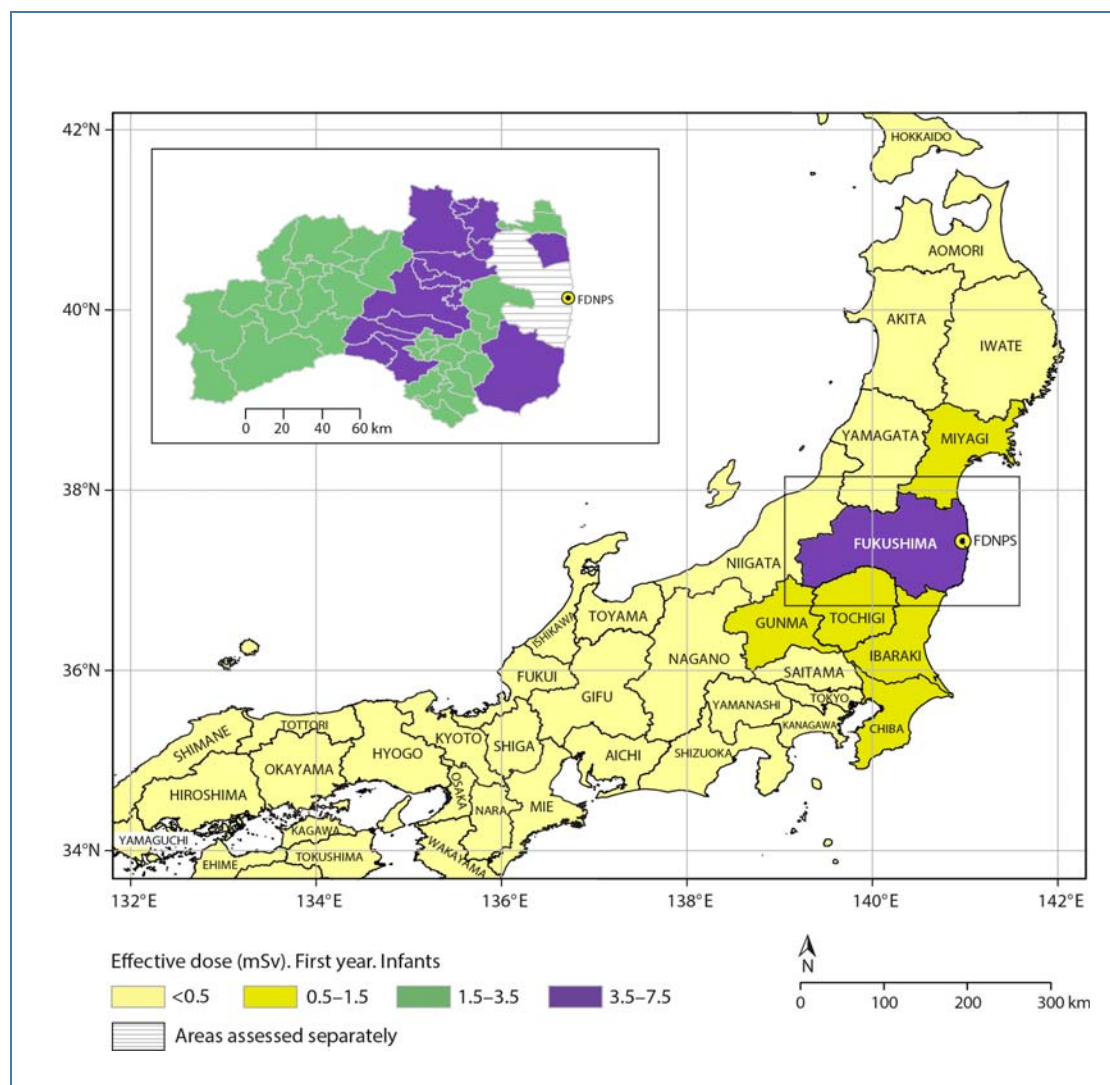 42°N
HOKKAIDO
AOMORI
40°N
FDNPS
AKITA
IWATE
0 20 40 60 km
YAMAGATA
MIYAGI
38°N
FUKUSHIMA
FDNPS
NIIGATA
TOYAMA
GUNMA
TOCHIGI
ISHIKAWA
IBARAKI
36°N
NAGANO
SAITAMA
FUKUI
GIFU
TOKYO
YAMANASHI
KANAGAWA
CHIBA
TOTTORI
SHIMANE
KYOTO
SHIGA
HYOGO
AICHI
SHIZUOKA
OKAYAMA
HIROSHIMA
OSAKA
NARA
MIE
KAGAWA
YAMAGUCHI
WAKAYAMA
TOKUSHIMA
EHIME
34°N
132°E 134°E 136°E 138°E 140°E 142°E
Effective dose (mSv). First year. Infants
<0.5 0.5–1.5 1.5–3.5 3.5–7.5
Areas assessed separately
N
0 100 200 300 km